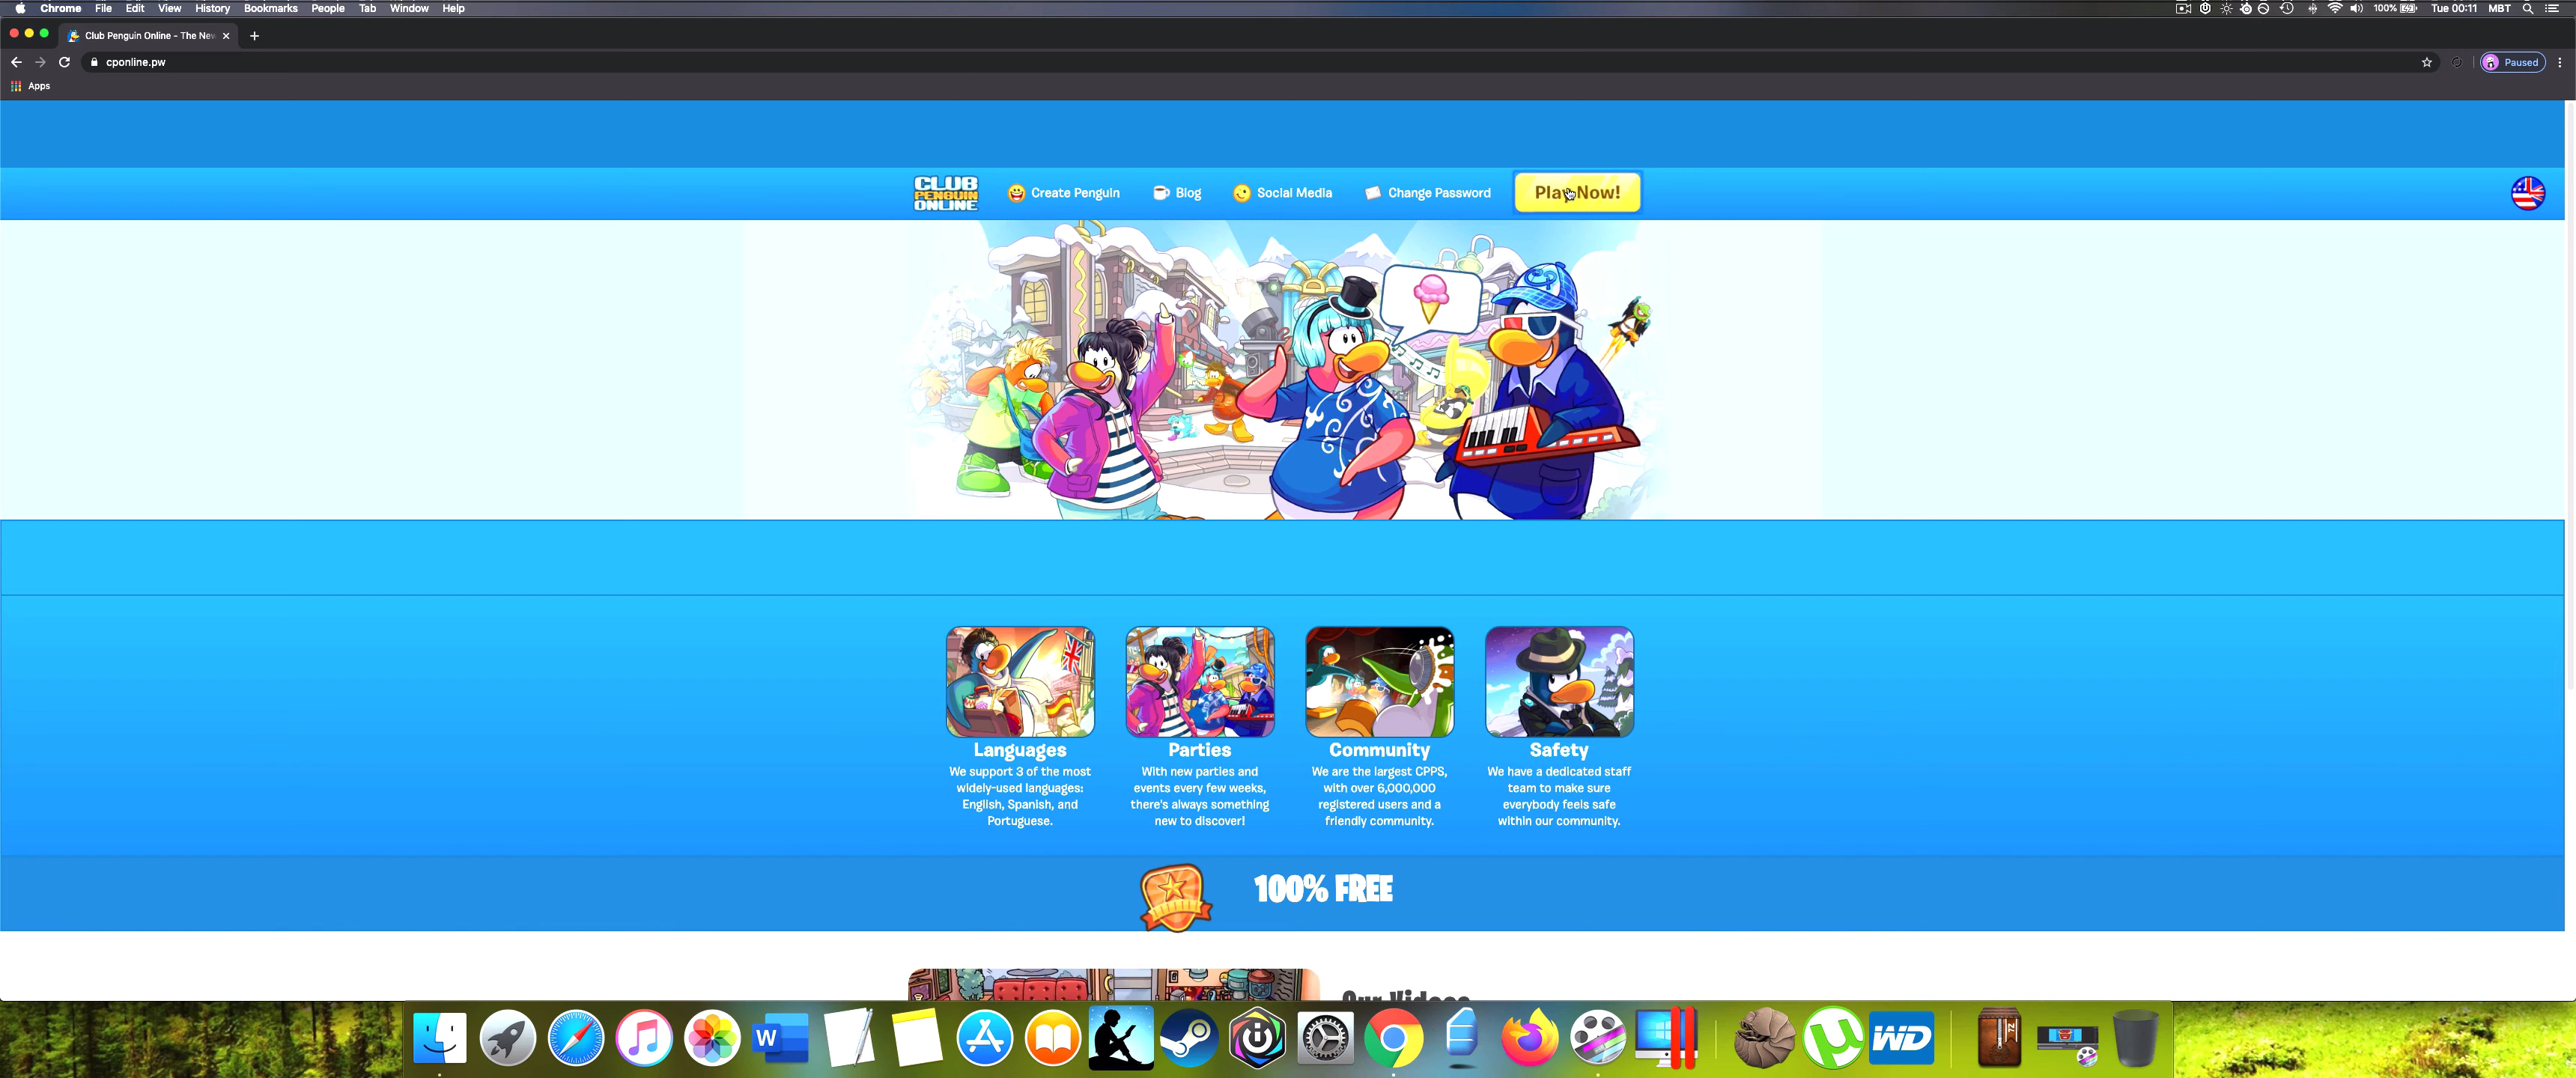 Chrome File Edit View History Bookmarks People Tab Window Help
100% Tue 00:11 MBT
Club Penguin Online - The New
cponline.pw
Paused
Apps
CLUB PENGUIN ONLINE
Create Penguin
Blog
Social Media
Change Password
Play Now!
CP
Languages
We support 3 of the most
widely-used languages:
English, Spanish, and
Portuguese.
Parties
With new parties and
events every few weeks,
there's always something
new to discover!
Community
We are the largest CPPS,
with over 6,000,000
registered users and a
friendly community.
Safety
We have a dedicated staff
team to make sure
everybody feels safe
within our community.
100% FREE
Our Videos
W
WD